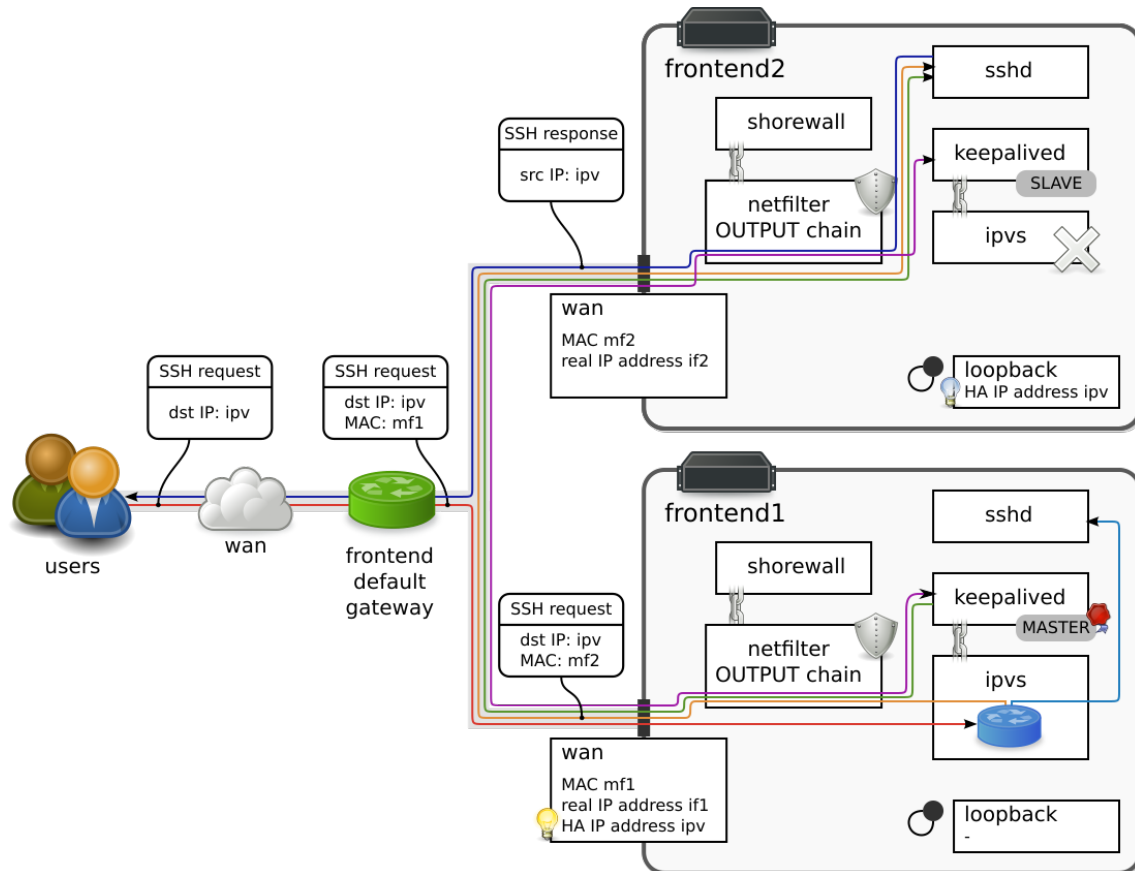 frontend2
sshd
shorewall
keepalived
SLAVE
netfilter
OUTPUT chain
ipvs
SSH response
src IP: ipv
wan
MAC mf2
real IP address if2
loopback
HA IP address ipv
SSH request
dst IP: ipv
SSH request
dst IP: ipv
MAC: mf1
users
wan
frontend
default
gateway
frontend1
sshd
shorewall
keepalived
MASTER
netfilter
OUTPUT chain
ipvs
SSH request
dst IP: ipv
MAC: mf2
wan
MAC mf1
real IP address if1
HA IP address ipv
loopback
-